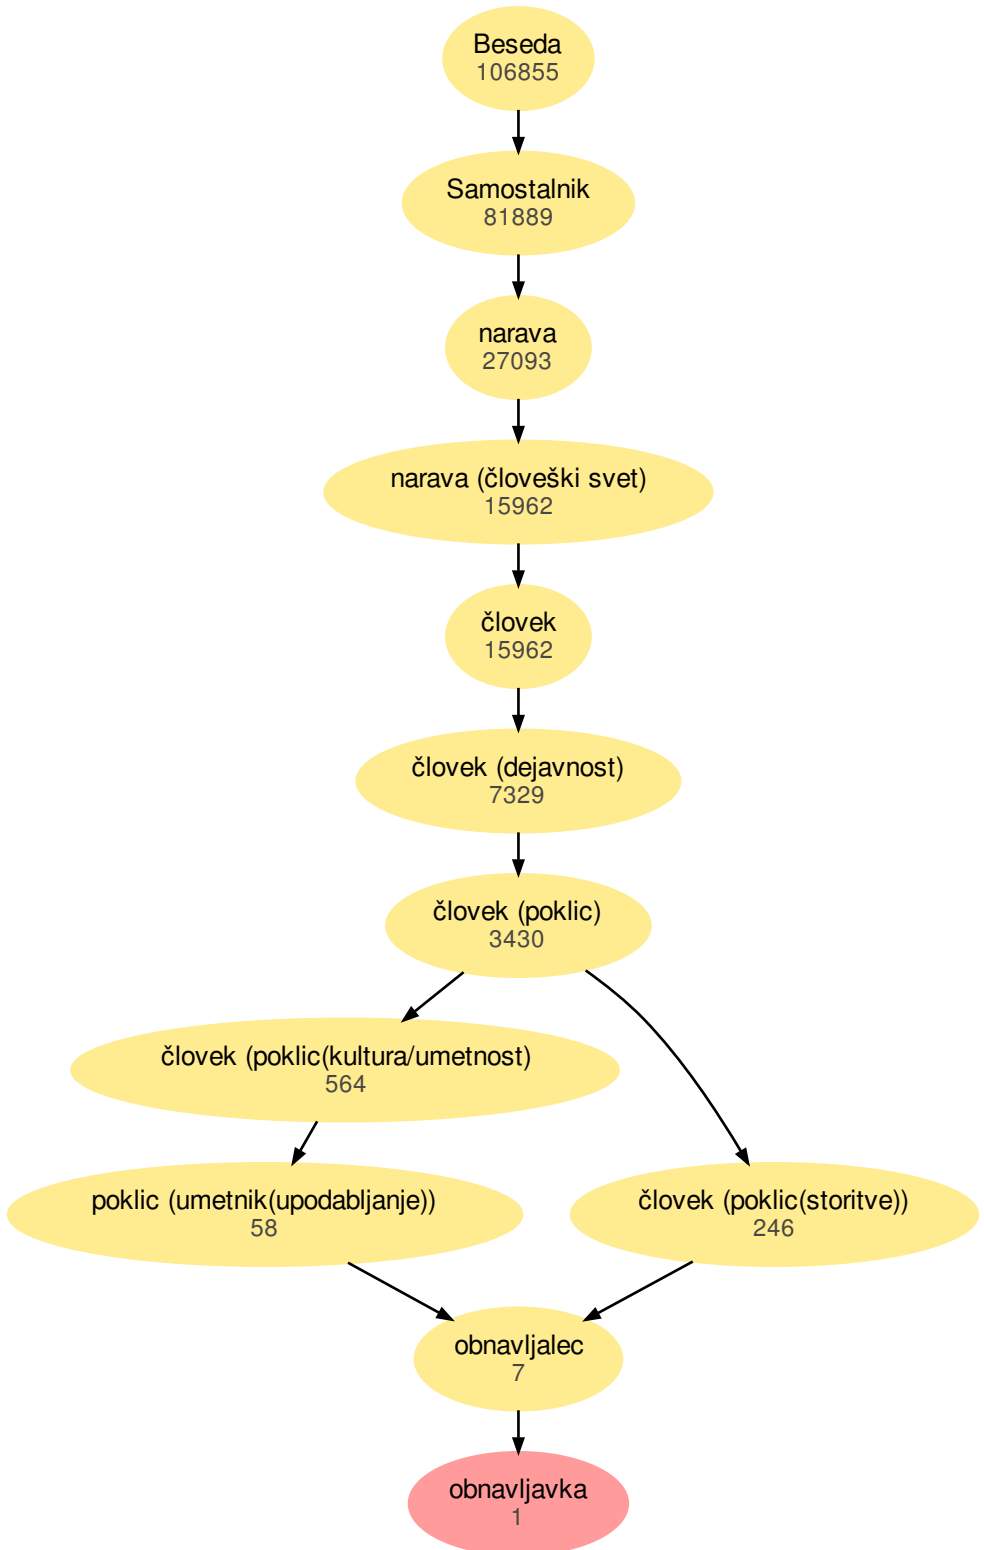 Beseda
106855
Samostalnik
81889
narava
27093
narava (človeški svet)
15962
človek
15962
človek (dejavnost)
7329
človek (poklic)
3430
človek (poklic(kultura/umetnost)
564
poklic (umetnik(upodabljanje))
58
človek (poklic(storitve))
246
obnavljalec
7
obnavljavka
1